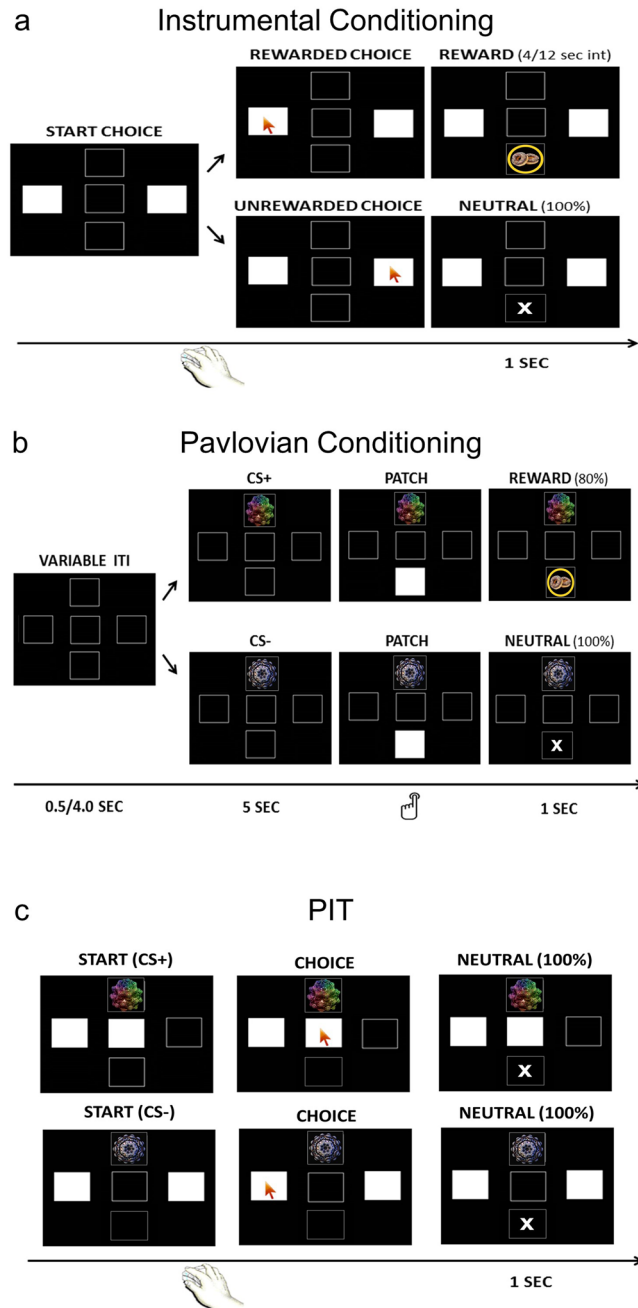 a
Instrumental Conditioning
REWARDED CHOICE
REWARD (4/12 sec int)
START CHOICE
UNREWARDED CHOICE
NEUTRAL (100%)
X
1 SEC
b
Pavlovian Conditioning
CS+
PATCH
REWARD (80%)
VARIABLE ITI
CS-
PATCH
NEUTRAL (100%)
X
0.5/4.0 SEC
5 SEC
1 SEC
c
PIT
START (CS+)
CHOICE
NEUTRAL (100%)
X
START (CS-)
CHOICE
NEUTRAL (100%)
X
1 SEC